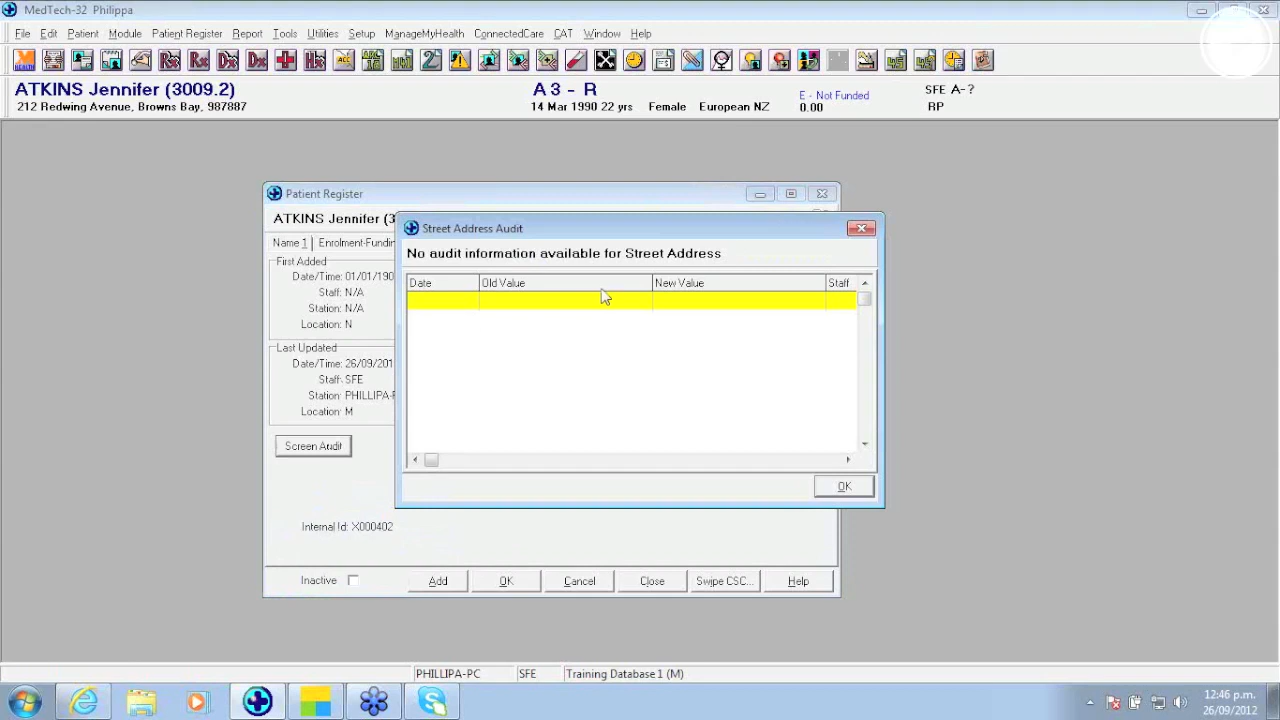 MedTech-32 Philippa
File Edit Patient Module Patient Register Report Tools Utilities Setup ManageMyHealth ConnectedCare CAT Window Help
ATKINS Jennifer (3009.2) A 3 - R E - Not Funded SFE A-?
212 Redwing Avenue, Browns Bay, 987887 14 Mar 1990 22 yrs Female European NZ 0.00 RP
Patient Register
ATKINS Jennifer (3
Name 1 Enrolment-Fundin
First Added
Date/Time: 01/01/190
Staff: N/A
Station: N/A
Location: N
Last Updated
Date/Time: 26/09/201
Staff: SFE
Station: PHILLIPA-F
Location: M
Screen Audit
Internal Id: X000402
Inactive Add OK Cancel Close Swipe CSC... Help
Street Address Audit
No audit information available for Street Address
Date Old Value New Value Staff
OK
PHILLIPA-PC SFE Training Database 1 (M)
12:46 p.m.
26/09/2012